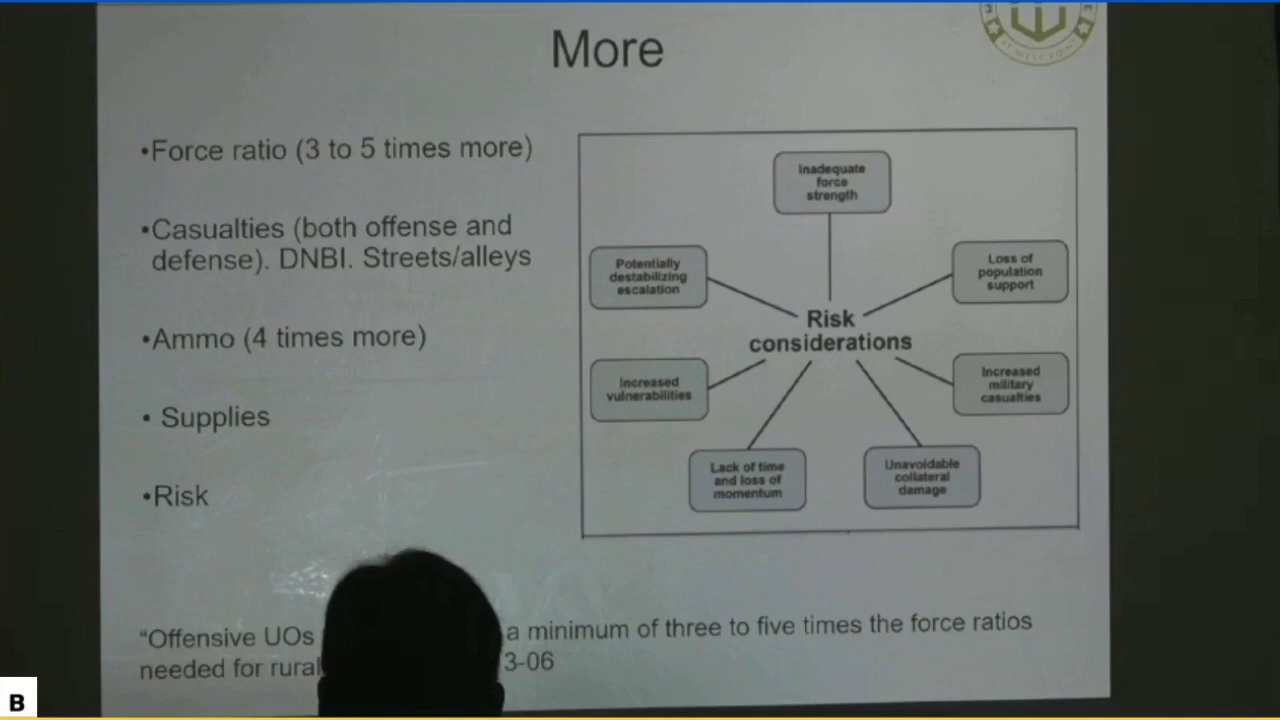 More
•Force ratio (3 to 5 times more)
•Casualties (both offense and
defense). DNBI. Streets/alleys
•Ammo (4 times more)
• Supplies
•Risk
Inadequate
force
strength
Potentially
destabilizing
escalation
Loss of
population
support
Risk
considerations
Increased
vulnerabilities
Increased
military
casualties
Lack of time
and loss of
momentum
Unavoidable
collateral
damage
“Offensive UOs a minimum of three to five times the force ratios
needed for rural 3-06
B